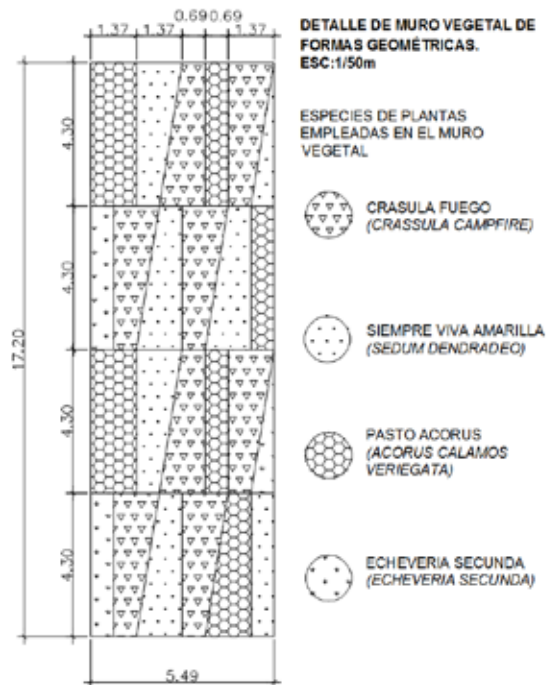 0.69 0.69
1.37 1.37 1.37
DETALLE DE MURO VEGETAL DE
FORMAS GEOMÉTRICAS.
ESC:1/50m
ESPECIES DE PLANTAS
EMPLEADAS EN EL MURO
VEGETAL
CRASULA FUEGO
(CRASSULA CAMPFIRE)
SIEMPRE VIVA AMARILLA
(SEDUM DENDRADEO)
PASTO ACORUS
(ACORUS CALAMOS
VERIEGATA)
ECHEVERIA SECUNDA
(ECHEVERIA SECUNDA)
4.30
4.30
17.20
4.30
4.30
5.49